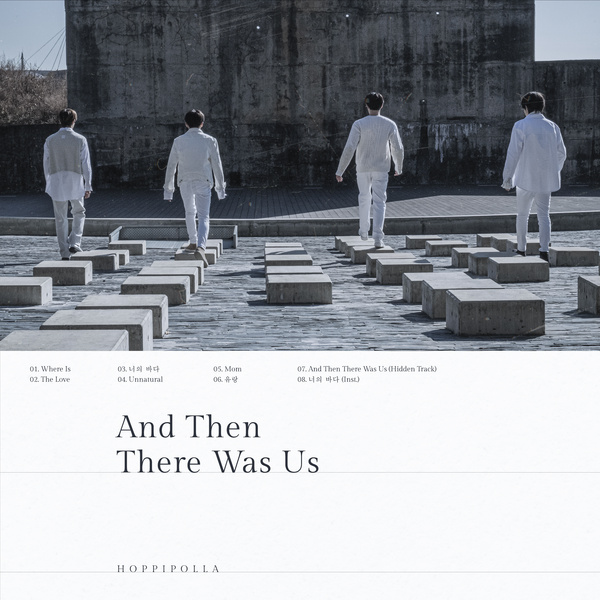 01. Where Is
02. The Love
03. 너의 바다
04. Unnatural
05. Mom
06. 유랑
07. And Then There Was Us (Hidden Track)
08. 너의 바다 (Inst.)
And Then
There Was Us
HOPPIPOLLA